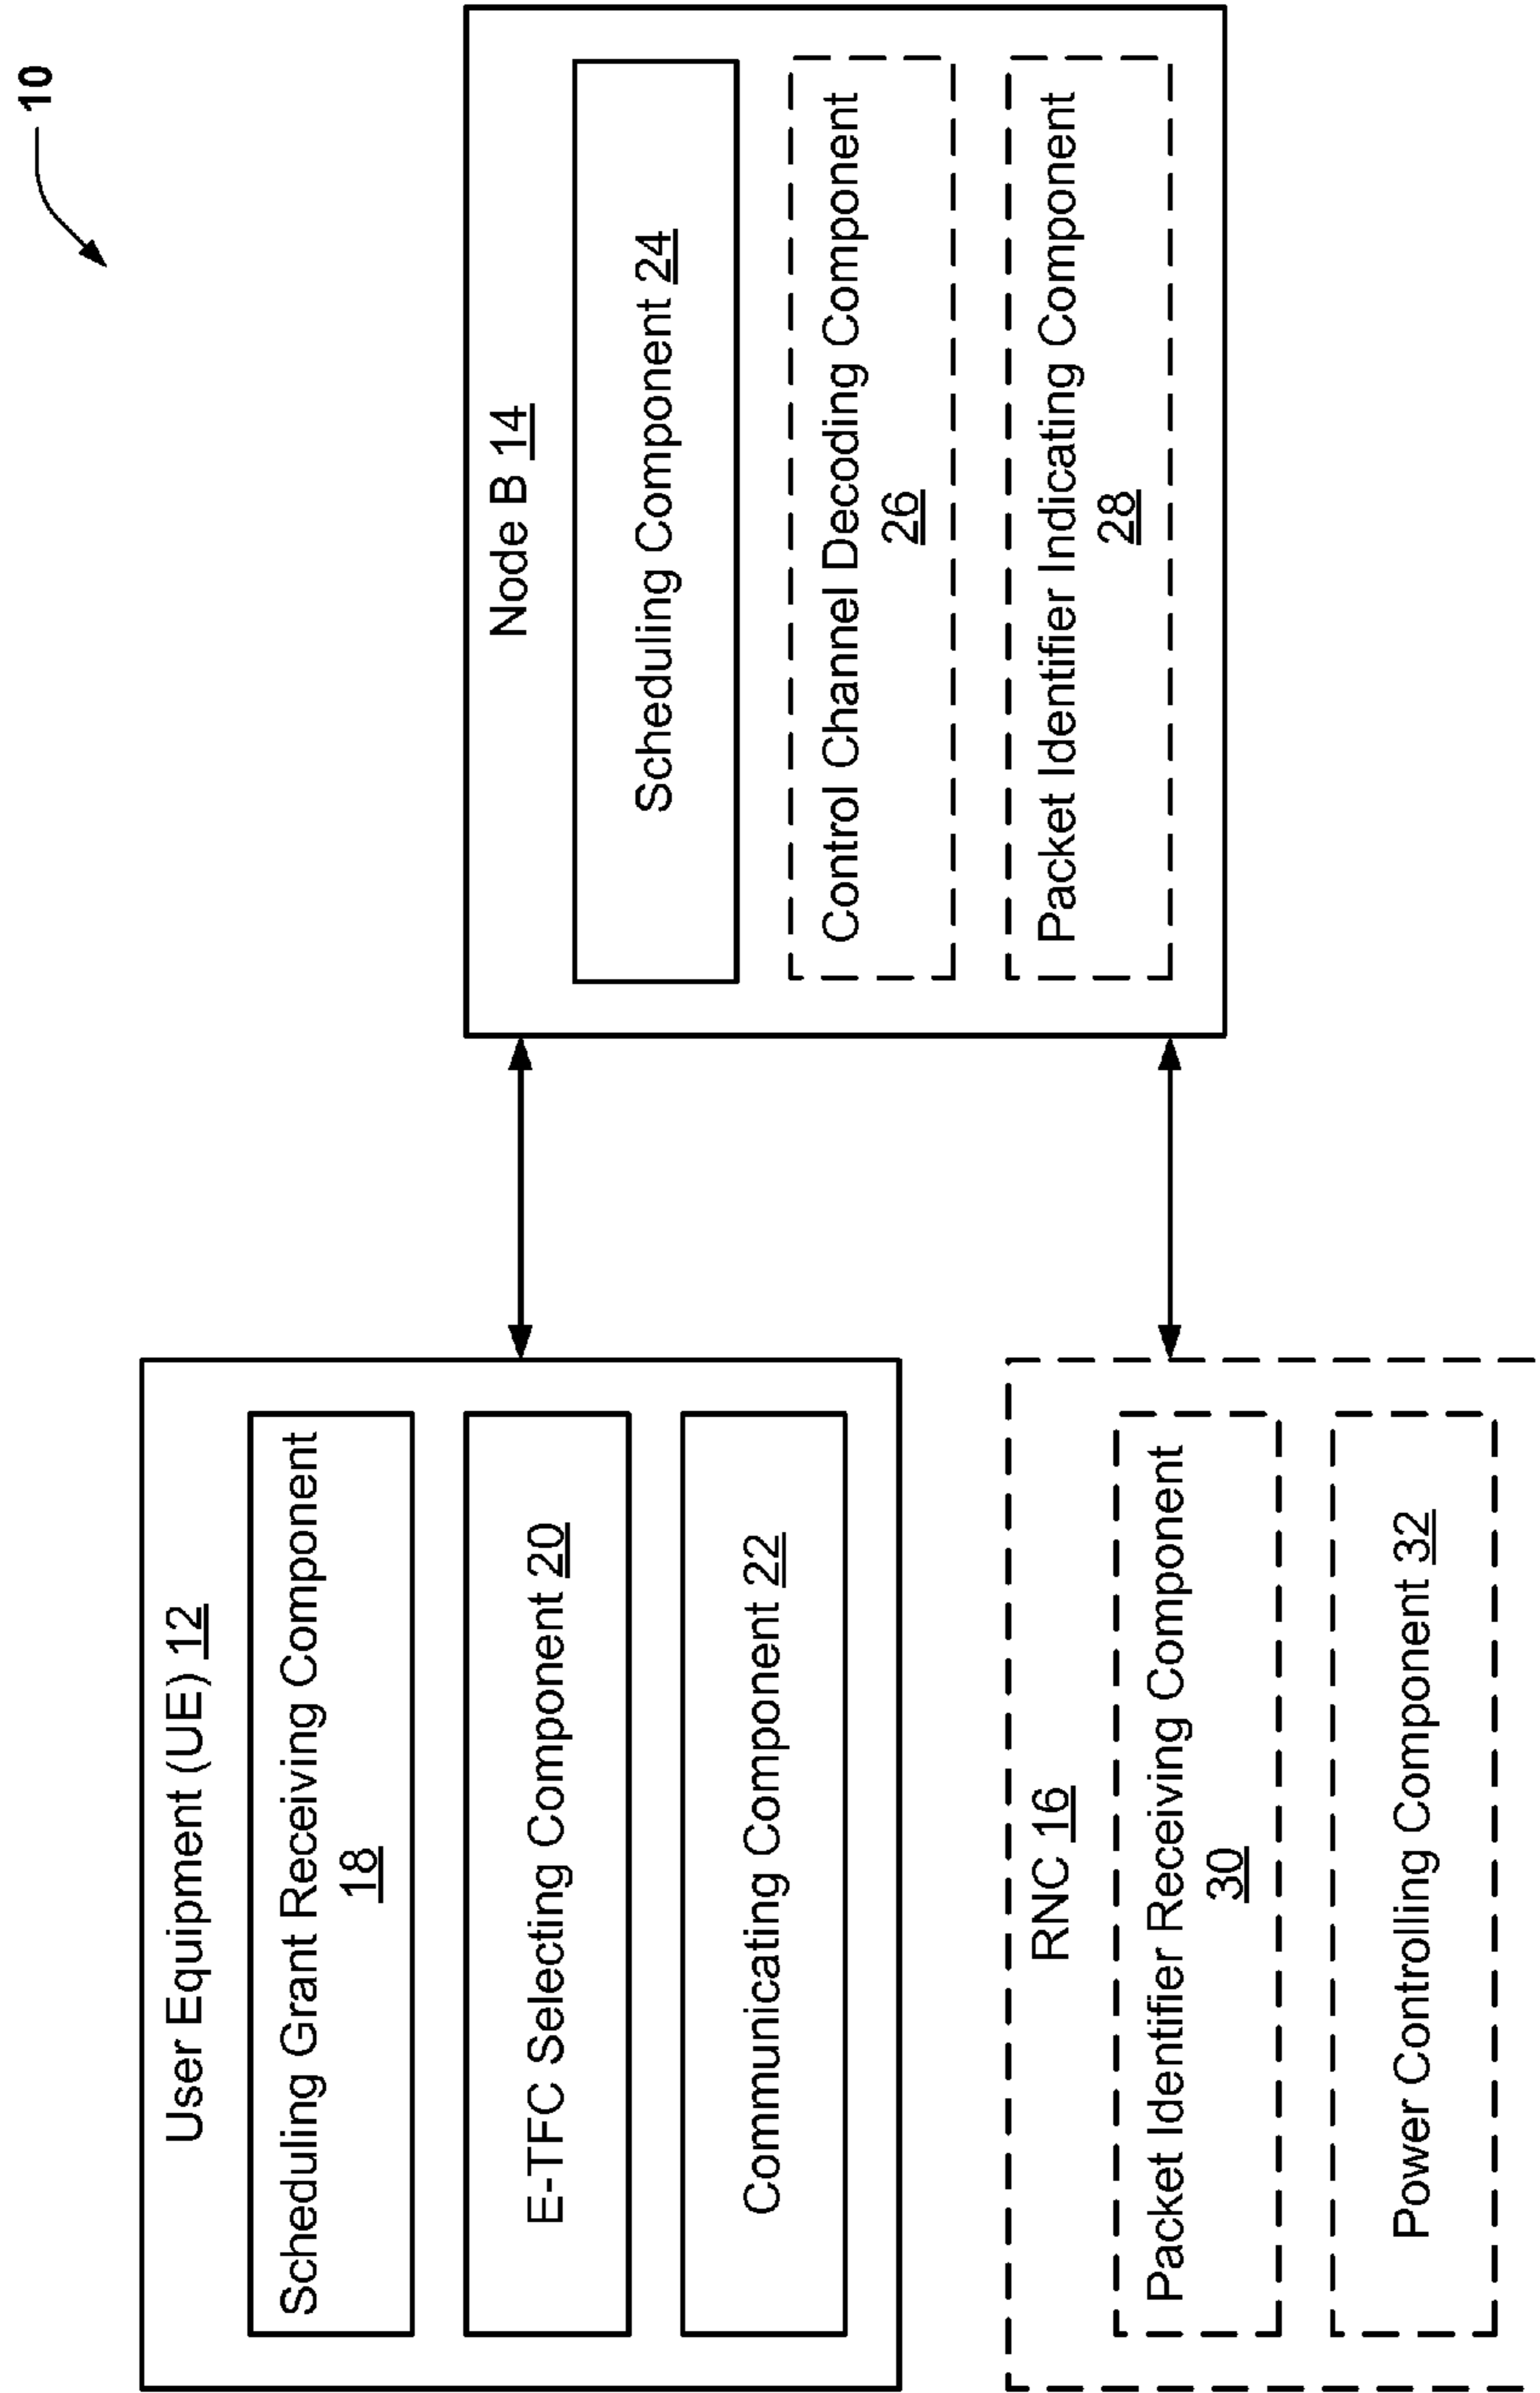 10
User Equipment (UE) 12
Scheduling Grant Receiving Component
18
E-TFC Selecting Component 20
Communicating Component 22
Node B 14
Scheduling Component 24
Control Channel Decoding Component
26
Packet Identifier Indicating Component
28
RNC 16
Packet Identifier Receiving Component
30
Power Controlling Component 32